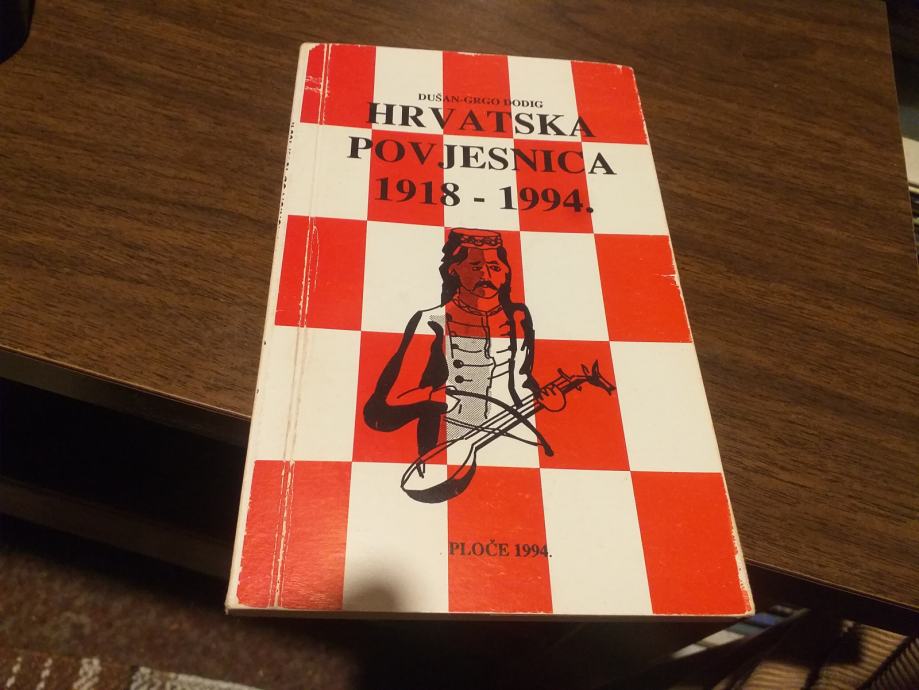 DUŠAN-GRGO DODIG
HRVATSKA
POVJESNICA
1918 - 1994.
PLOČE 1994.